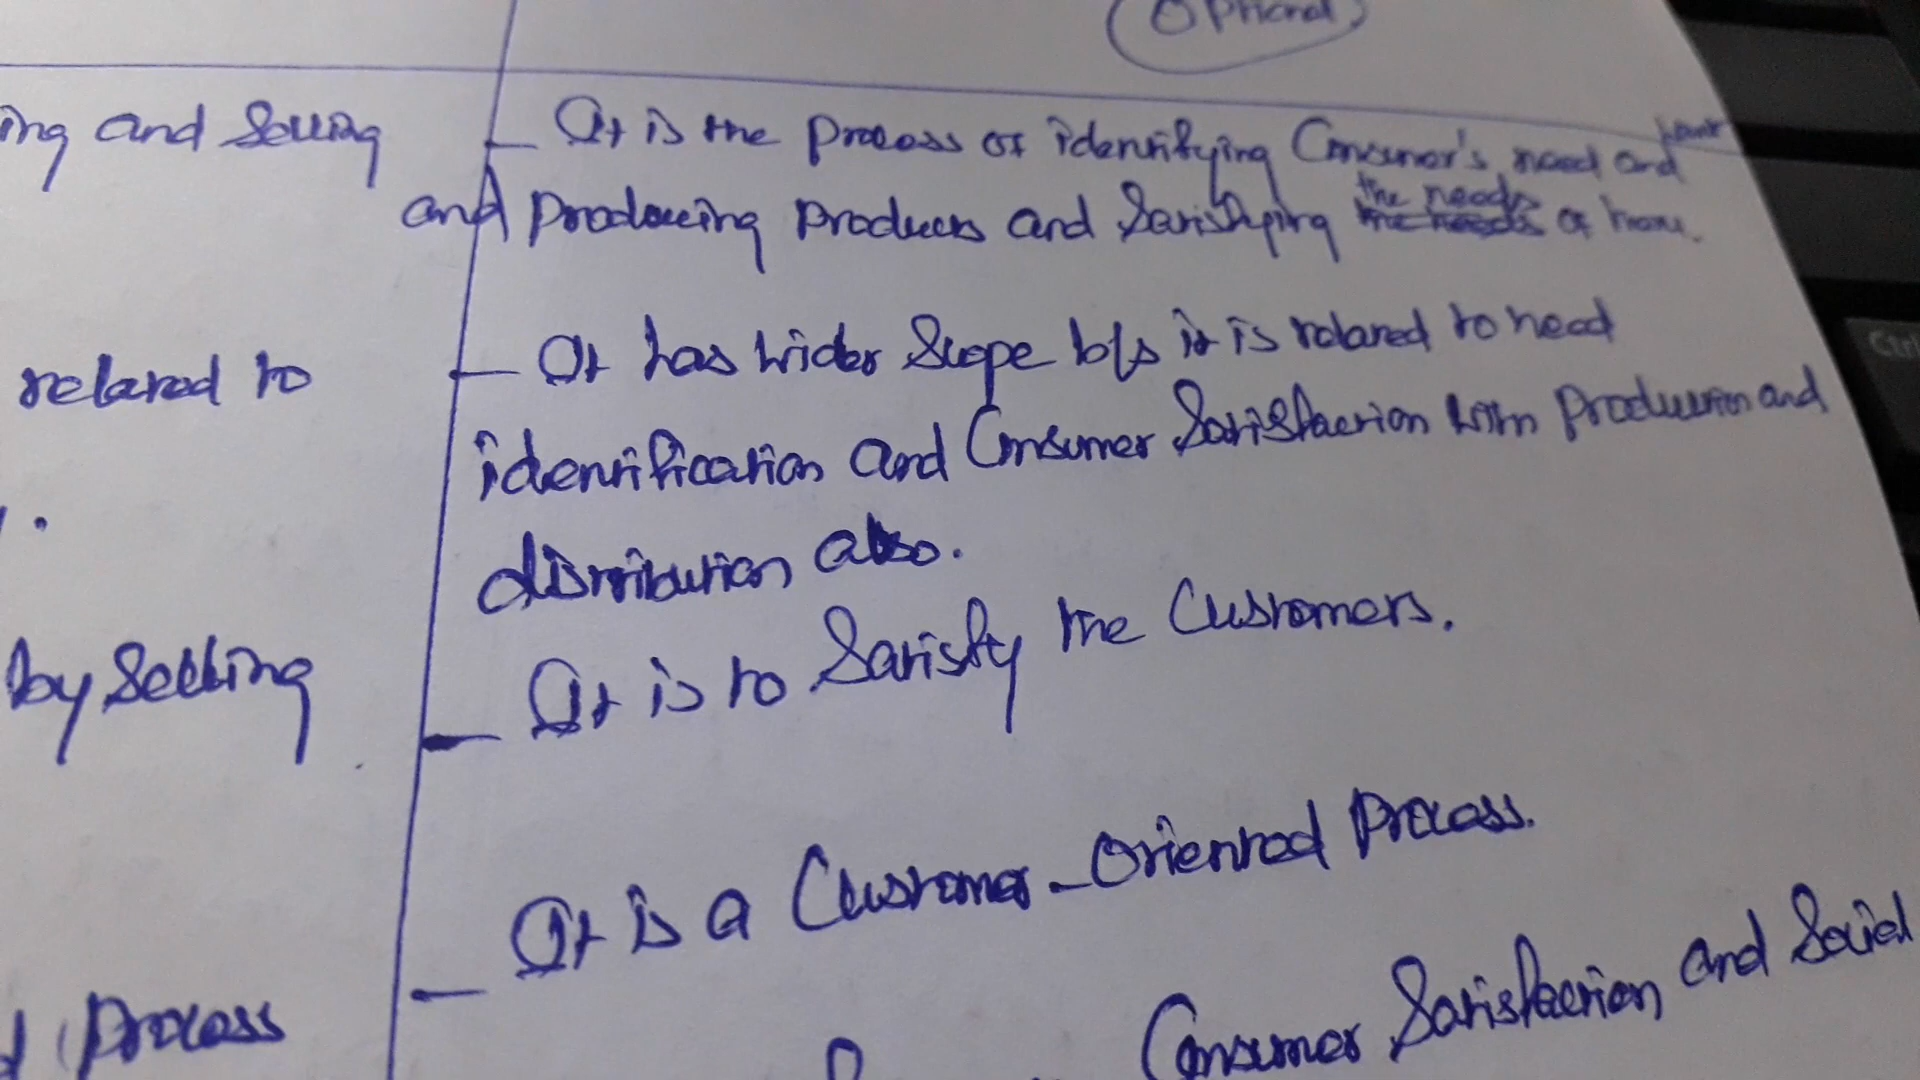 Optional
ing and Selling
It is the process of identifying Consumer's need and want
and producing products and Satisfying the needs of
It has wider Scope b/s it is related to need
related to
identification and Consumer Satisfaction with production and
distribution also.
It is to Satisfy the Customers.
by Selling
It is a Customer-Oriented process.
process
Consumer Satisfaction and Social